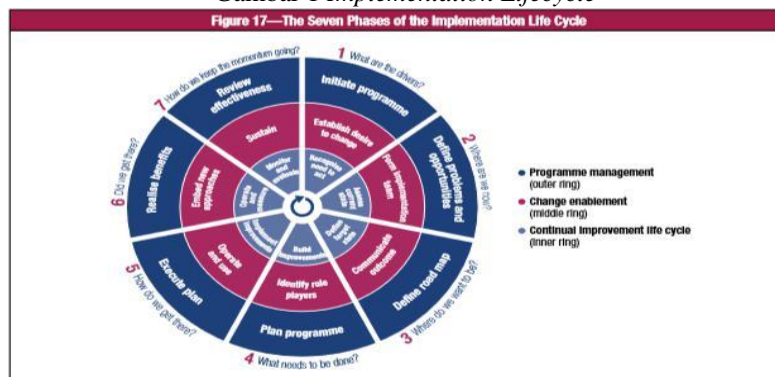 Gambar 1 Implementation Lifecycle
Figure 17—The Seven Phases of the Implementation Life Cycle
1 What are the drivers?
Initiate programme
Establish desire
to change
Recognise
need to
act
2 Where are we now?
Define problems and
opportunities
Form implementation
team
Assess
current
state
3 Where do we want to be?
Define road map
Communicate
outcome
Define
target
state
4 What needs to be done?
Plan programme
Identify role
players
Build
improvements
5 How do we get there?
Execute plan
Operate
and use
Implement
improvements
6 Did we get there?
Realise benefits
Embed new
approaches
Operate
and
measure
7 How do we keep the momentum going?
Review
effectiveness
Sustain
Monitor
and
evaluate
Programme management
(outer ring)
Change enablement
(middle ring)
Continual improvement life cycle
(inner ring)